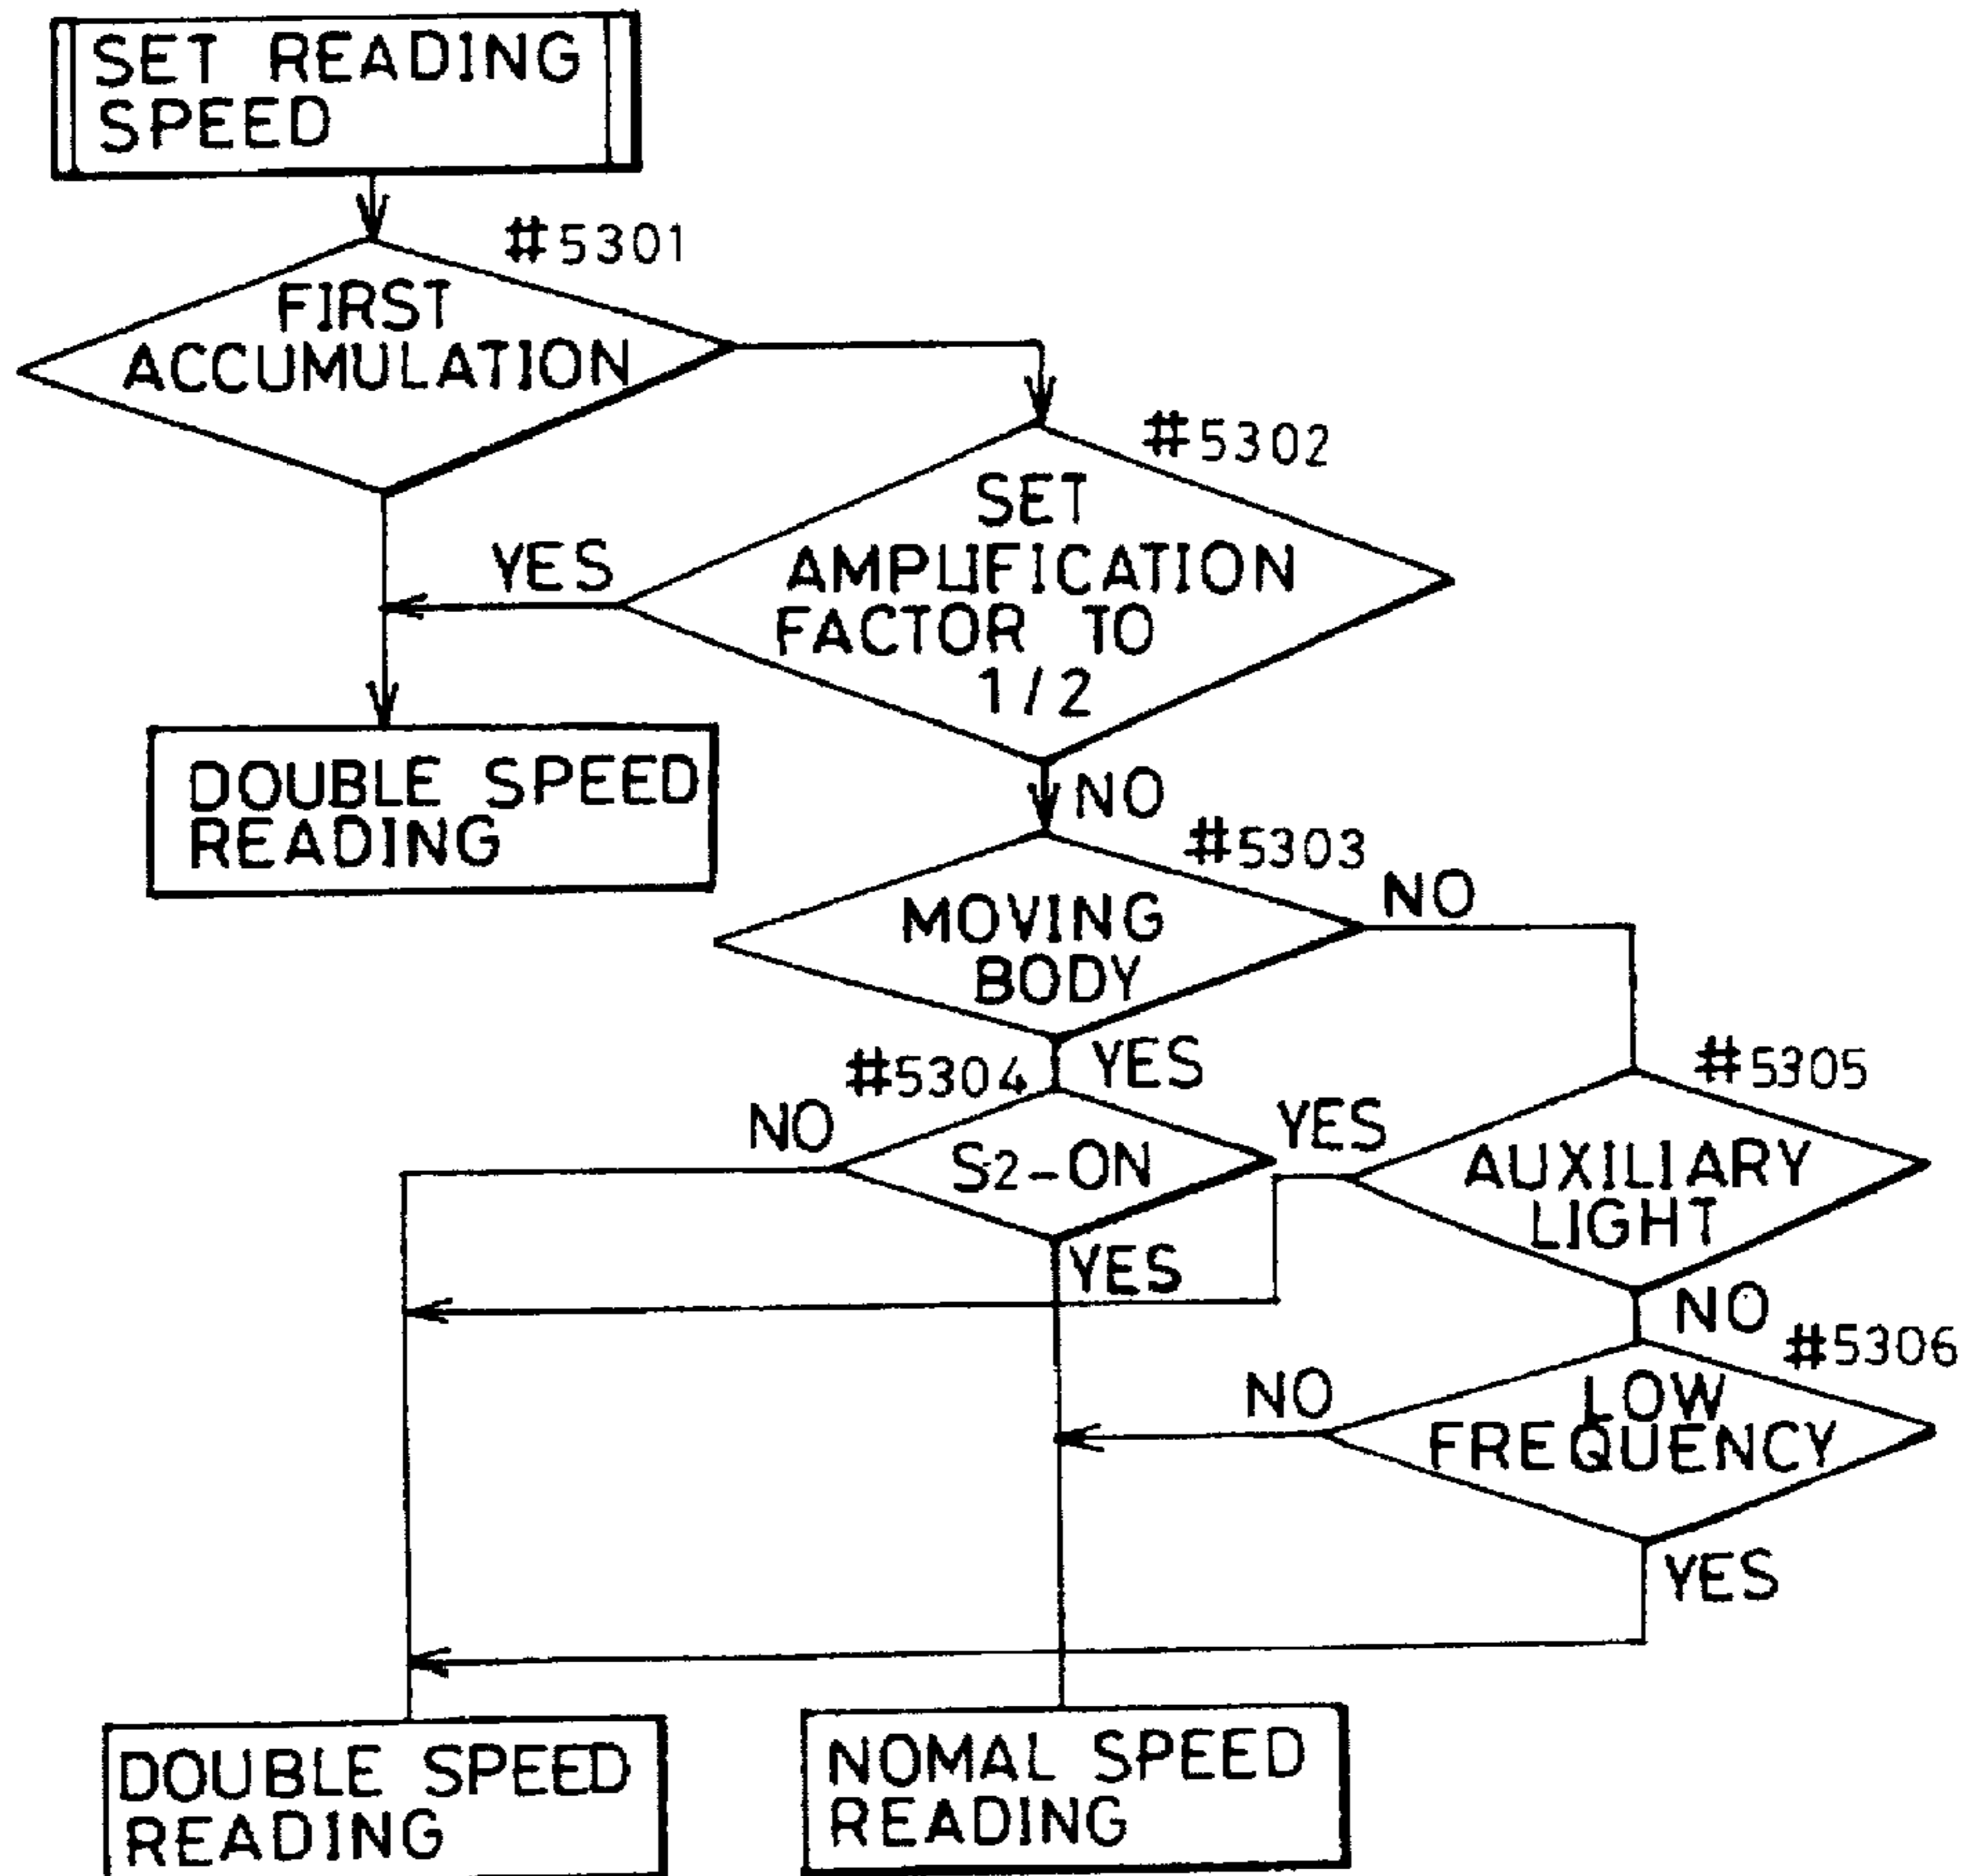 SET READING
SPEED
#5301
FIRST
ACCUMULATION
#5302
SET
AMPLIFICATION
FACTOR TO
1/2
YES
DOUBLE SPEED
READING
NO
#5303
MOVING
BODY
NO
YES
#5304
NO
S2-ON
YES
#5305
YES
AUXILIARY
LIGHT
NO
#5306
NO
LOW
FREQUENCY
YES
DOUBLE SPEED
READING
NOMAL SPEED
READING